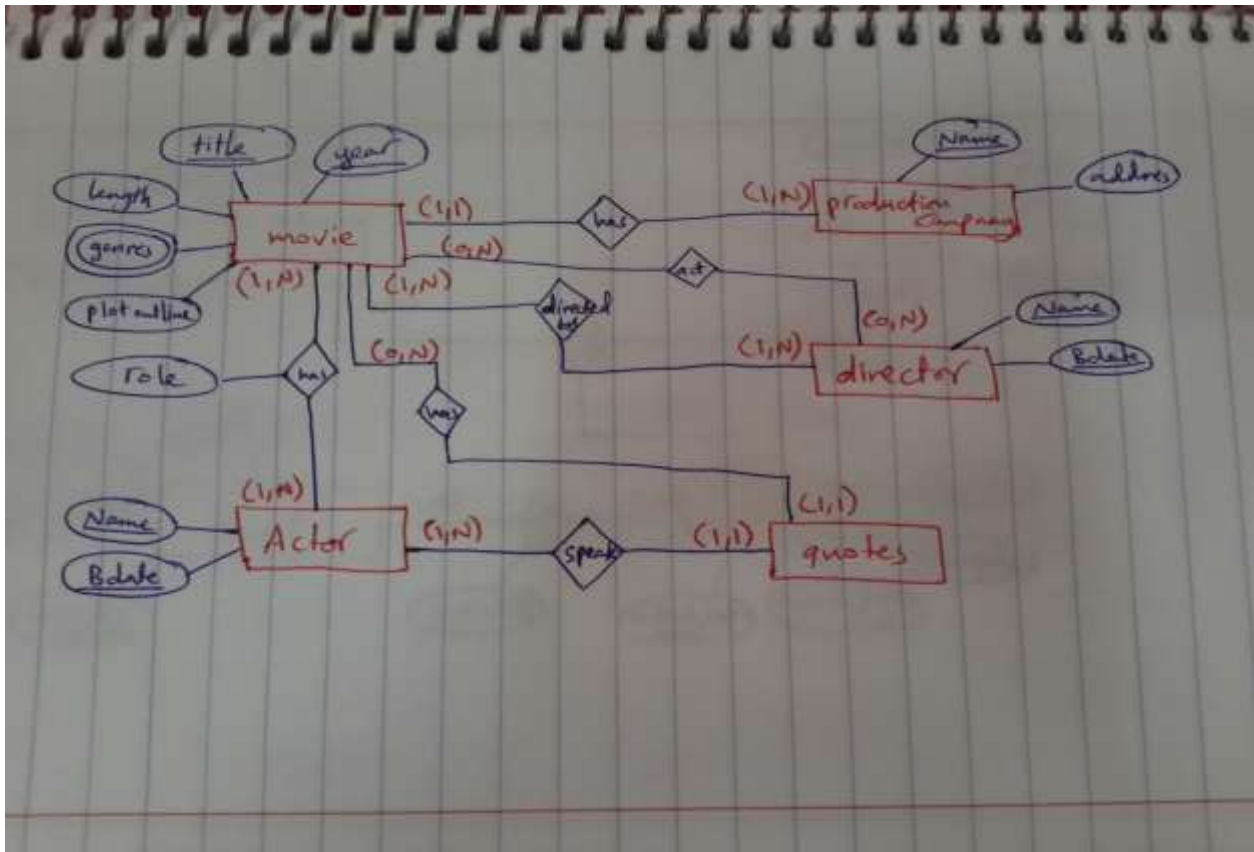 title
year
Name
length
addres
(1,1)
has
(1,N)
production
Company
movie
genres
(0,N)
act
(1,N)
(1,N)
directed
by
plot outline
(0,N)
Name
(0,N)
(1,N)
Bdate
role
has
director
has
(1,N)
(1,1)
Name
Actor
(1,N)
speak
(1,1)
quotes
Bdate